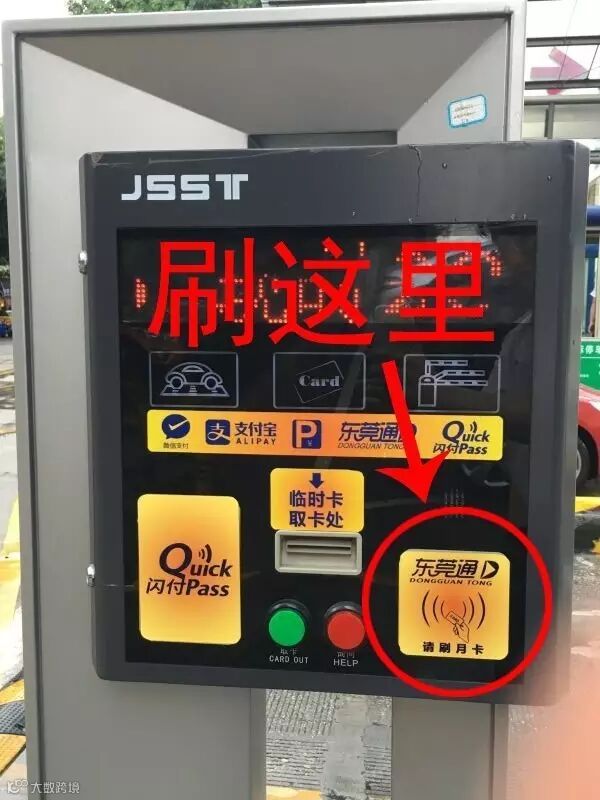 JSST
刷这里
Card
微信支付
支付宝
ALIPAY
P
东莞通
DONGGUAN TONG
Quick
闪付Pass
临时卡
取卡处
Quick
闪付Pass
东莞通
DONGGUAN TONG
请刷月卡
取卡
CARD OUT
HELP
大数跨境